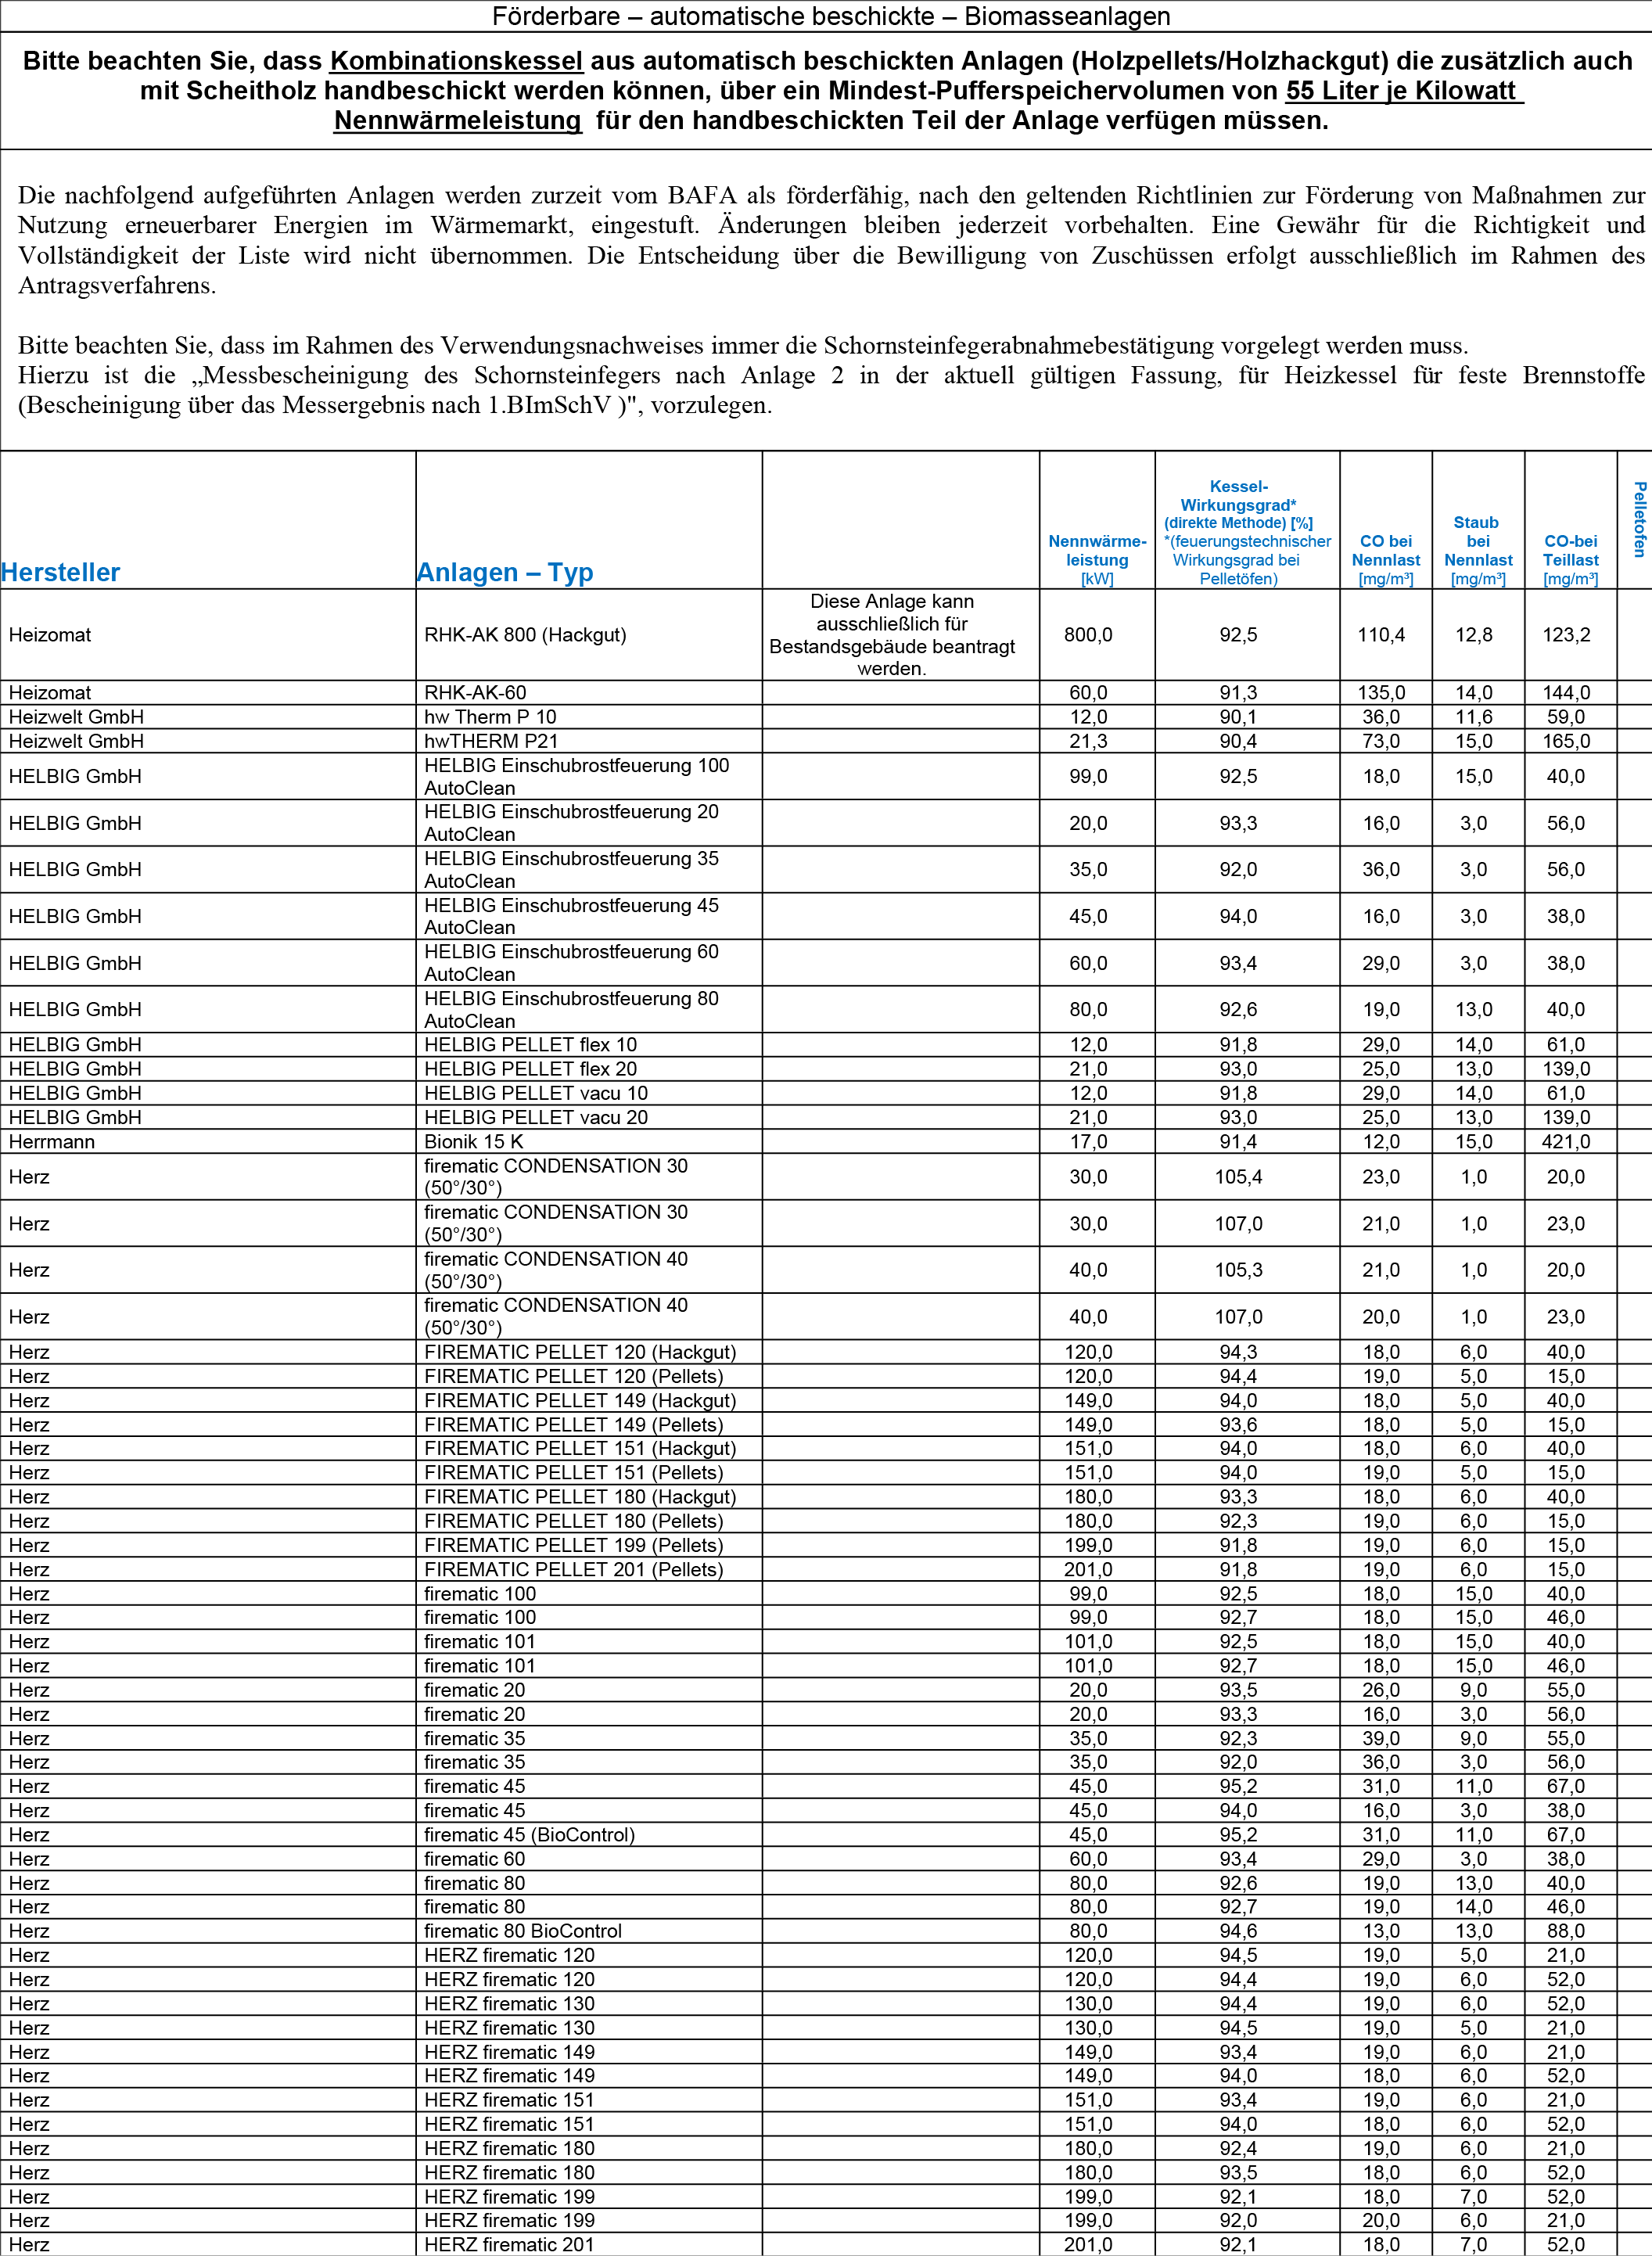 Förderbare – automatische beschickte – Biomasseanlagen
Bitte beachten Sie, dass Kombinationskessel aus automatisch beschickten Anlagen (Holzpellets/Holzhackgut) die zusätzlich auch
mit Scheitholz handbeschickt werden können, über ein Mindest-Pufferspeichervolumen von 55 Liter je Kilowatt
Nennwärmeleistung für den handbeschickten Teil der Anlage verfügen müssen.
Die nachfolgend aufgeführten Anlagen werden zurzeit vom BAFA als förderfähig, nach den geltenden Richtlinien zur Förderung von Maßnahmen zur
Nutzung erneuerbarer Energien im Wärmemarkt, eingestuft. Änderungen bleiben jederzeit vorbehalten. Eine Gewähr für die Richtigkeit und
Vollständigkeit der Liste wird nicht übernommen. Die Entscheidung über die Bewilligung von Zuschüssen erfolgt ausschließlich im Rahmen des
Antragsverfahrens.
Bitte beachten Sie, dass im Rahmen des Verwendungsnachweises immer die Schornsteinfegerabnahmebestätigung vorgelegt werden muss.
Hierzu ist die „Messbescheinigung des Schornsteinfegers nach Anlage 2 in der aktuell gültigen Fassung, für Heizkessel für feste Brennstoffe
(Bescheinigung über das Messergebnis nach 1.BImSchV )", vorzulegen.
Hersteller
Anlagen – Typ
Nennwärme-
leistung
[kW]
Kessel-
Wirkungsgrad*
(direkte Methode) [%]
*(feuerungstechnischer
Wirkungsgrad bei
Pelletöfen)
CO bei
Nennlast
[mg/m³]
Staub
bei
Nennlast
[mg/m³]
CO-bei
Teillast
[mg/m³]
Pelletofen
Heizomat RHK-AK 800 (Hackgut) Diese Anlage kann
ausschließlich für
Bestandsgebäude beantragt
werden. 800,0 92,5 110,4 12,8 123,2
Heizomat RHK-AK-60 60,0 91,3 135,0 14,0 144,0
Heizwelt GmbH hw Therm P 10 12,0 90,1 36,0 11,6 59,0
Heizwelt GmbH hwTHERM P21 21,3 90,4 73,0 15,0 165,0
HELBIG GmbH HELBIG Einschubrostfeuerung 100
AutoClean 99,0 92,5 18,0 15,0 40,0
HELBIG GmbH HELBIG Einschubrostfeuerung 20
AutoClean 20,0 93,3 16,0 3,0 56,0
HELBIG GmbH HELBIG Einschubrostfeuerung 35
AutoClean 35,0 92,0 36,0 3,0 56,0
HELBIG GmbH HELBIG Einschubrostfeuerung 45
AutoClean 45,0 94,0 16,0 3,0 38,0
HELBIG GmbH HELBIG Einschubrostfeuerung 60
AutoClean 60,0 93,4 29,0 3,0 38,0
HELBIG GmbH HELBIG Einschubrostfeuerung 80
AutoClean 80,0 92,6 19,0 13,0 40,0
HELBIG GmbH HELBIG PELLET flex 10 12,0 91,8 29,0 14,0 61,0
HELBIG GmbH HELBIG PELLET flex 20 21,0 93,0 25,0 13,0 139,0
HELBIG GmbH HELBIG PELLET vacu 10 12,0 91,8 29,0 14,0 61,0
HELBIG GmbH HELBIG PELLET vacu 20 21,0 93,0 25,0 13,0 139,0
Herrmann Bionik 15 K 17,0 91,4 12,0 15,0 421,0
Herz firematic CONDENSATION 30
(50°/30°) 30,0 105,4 23,0 1,0 20,0
Herz firematic CONDENSATION 30
(50°/30°) 30,0 107,0 21,0 1,0 23,0
Herz firematic CONDENSATION 40
(50°/30°) 40,0 105,3 21,0 1,0 20,0
Herz firematic CONDENSATION 40
(50°/30°) 40,0 107,0 20,0 1,0 23,0
Herz FIREMATIC PELLET 120 (Hackgut) 120,0 94,3 18,0 6,0 40,0
Herz FIREMATIC PELLET 120 (Pellets) 120,0 94,4 19,0 5,0 15,0
Herz FIREMATIC PELLET 149 (Hackgut) 149,0 94,0 18,0 5,0 40,0
Herz FIREMATIC PELLET 149 (Pellets) 149,0 93,6 18,0 5,0 15,0
Herz FIREMATIC PELLET 151 (Hackgut) 151,0 94,0 18,0 6,0 40,0
Herz FIREMATIC PELLET 151 (Pellets) 151,0 94,0 19,0 5,0 15,0
Herz FIREMATIC PELLET 180 (Hackgut) 180,0 93,3 18,0 6,0 40,0
Herz FIREMATIC PELLET 180 (Pellets) 180,0 92,3 19,0 6,0 15,0
Herz FIREMATIC PELLET 199 (Pellets) 199,0 91,8 19,0 6,0 15,0
Herz FIREMATIC PELLET 201 (Pellets) 201,0 91,8 19,0 6,0 15,0
Herz firematic 100 99,0 92,5 18,0 15,0 40,0
Herz firematic 100 99,0 92,7 18,0 15,0 46,0
Herz firematic 101 101,0 92,5 18,0 15,0 40,0
Herz firematic 101 101,0 92,7 18,0 15,0 46,0
Herz firematic 20 20,0 93,5 26,0 9,0 55,0
Herz firematic 20 20,0 93,3 16,0 3,0 56,0
Herz firematic 35 35,0 92,3 39,0 9,0 55,0
Herz firematic 35 35,0 92,0 36,0 3,0 56,0
Herz firematic 45 45,0 95,2 31,0 11,0 67,0
Herz firematic 45 45,0 94,0 16,0 3,0 38,0
Herz firematic 45 (BioControl) 45,0 95,2 31,0 11,0 67,0
Herz firematic 60 60,0 93,4 29,0 3,0 38,0
Herz firematic 80 80,0 92,6 19,0 13,0 40,0
Herz firematic 80 80,0 92,7 19,0 14,0 46,0
Herz firematic 80 BioControl 80,0 94,6 13,0 13,0 88,0
Herz HERZ firematic 120 120,0 94,5 19,0 5,0 21,0
Herz HERZ firematic 120 120,0 94,4 19,0 6,0 52,0
Herz HERZ firematic 130 130,0 94,4 19,0 6,0 52,0
Herz HERZ firematic 130 130,0 94,5 19,0 5,0 21,0
Herz HERZ firematic 149 149,0 93,4 19,0 6,0 21,0
Herz HERZ firematic 149 149,0 94,0 18,0 6,0 52,0
Herz HERZ firematic 151 151,0 93,4 19,0 6,0 21,0
Herz HERZ firematic 151 151,0 94,0 18,0 6,0 52,0
Herz HERZ firematic 180 180,0 92,4 19,0 6,0 21,0
Herz HERZ firematic 180 180,0 93,5 18,0 6,0 52,0
Herz HERZ firematic 199 199,0 92,1 18,0 7,0 52,0
Herz HERZ firematic 199 199,0 92,0 20,0 6,0 21,0
Herz HERZ firematic 201 201,0 92,1 18,0 7,0 52,0